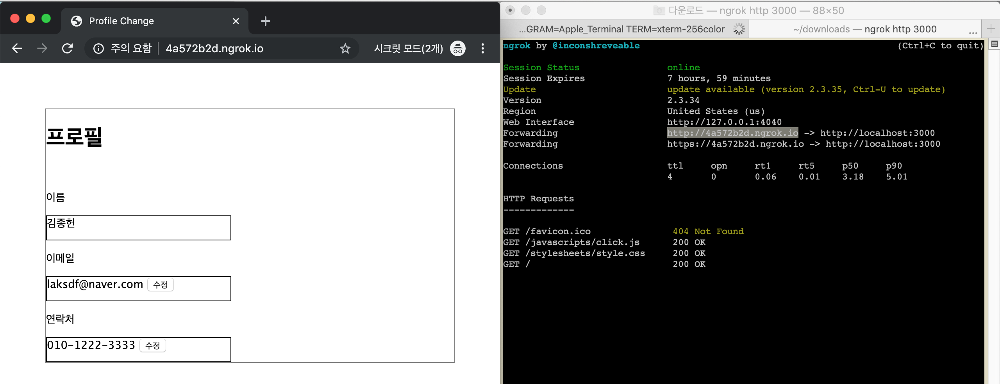 Profile Change
주의 요함 4a572b2d.ngrok.io 시크릿 모드(2개)
프로필
이름
김종헌
이메일
laksdf@naver.com 수정
연락처
010-1222-3333 수정
다운로드 — ngrok http 3000 — 88×50
...GRAM=Apple_Terminal TERM=xterm-256color ~/downloads — ngrok http 3000 ...
ngrok by @inconshreveable (Ctrl+C to quit)
Session Status online
Session Expires 7 hours, 59 minutes
Update update available (version 2.3.35, Ctrl-U to update)
Version 2.3.34
Region United States (us)
Web Interface http://127.0.0.1:4040
Forwarding http://4a572b2d.ngrok.io -> http://localhost:3000
Forwarding https://4a572b2d.ngrok.io -> http://localhost:3000
Connections ttl opn rt1 rt5 p50 p90
4 0 0.06 0.01 3.18 5.01
HTTP Requests
-------------
GET /favicon.ico 404 Not Found
GET /javascripts/click.js 200 OK
GET /stylesheets/style.css 200 OK
GET / 200 OK